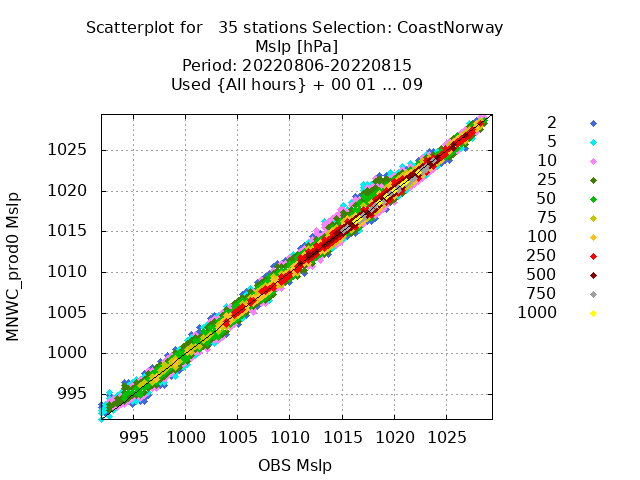 Scatterplot for   35 stations Selection: CoastNorway
Mslp [hPa]
Period: 20220806-20220815
Used {All hours} + 00 01 ... 09
MNWC_prod0 Mslp
1025
1020
1015
1010
1005
1000
995
995 1000 1005 1010 1015 1020 1025
OBS Mslp
2
5
10
25
50
75
100
250
500
750
1000